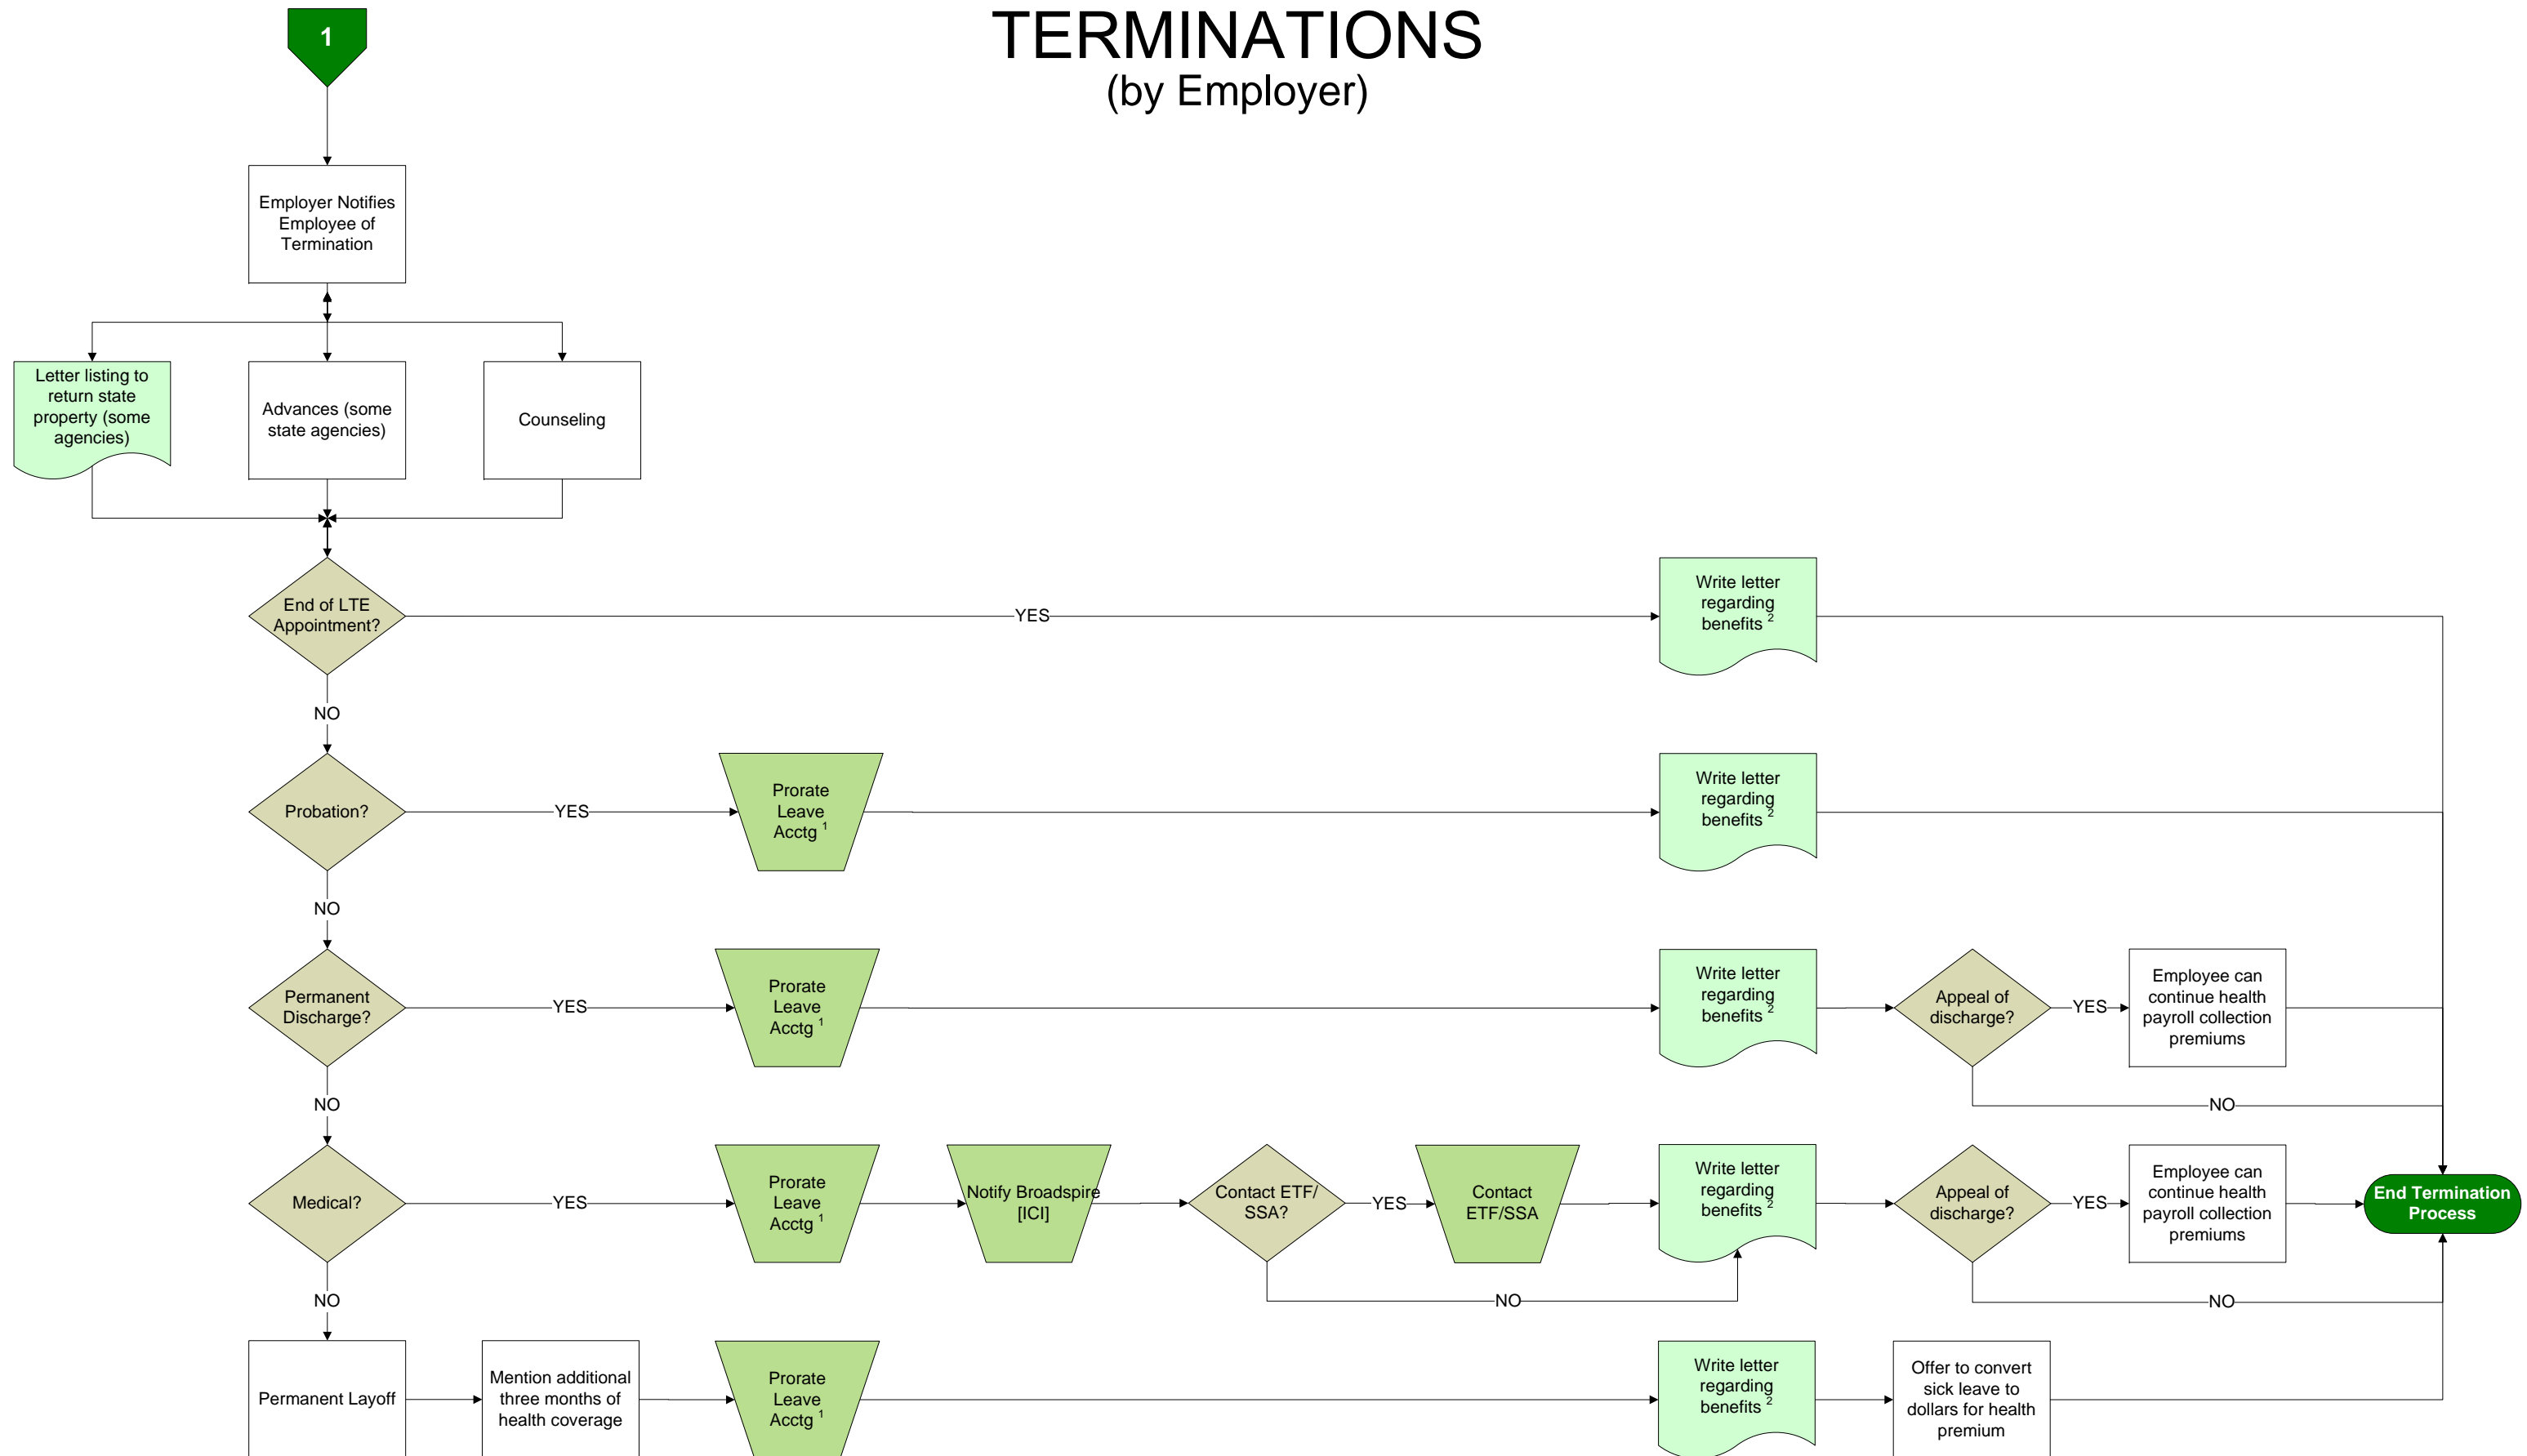 1
TERMINATIONS
(by Employer)
Employer Notifies
Employee of
Termination
Letter listing to
return state
property (some
agencies)
Advances (some
state agencies)
Counseling
End of LTE
Appointment?
YES
Write letter
regarding
benefits 2
NO
Probation?
YES
Prorate
Leave
Acctg 1
Write letter
regarding
benefits 2
NO
Permanent
Discharge?
YES
Prorate
Leave
Acctg 1
Write letter
regarding
benefits 2
Appeal of
discharge?
YES
Employee can
continue health
payroll collection
premiums
NO
NO
Medical?
YES
Prorate
Leave
Acctg 1
Notify Broadspire
[ICI]
Contact ETF/
SSA?
YES
Contact
ETF/SSA
Write letter
regarding
benefits 2
Appeal of
discharge?
YES
Employee can
continue health
payroll collection
premiums
End Termination
Process
NO
NO
NO
Permanent Layoff
Mention additional
three months of
health coverage
Prorate
Leave
Acctg 1
Write letter
regarding
benefits 2
Offer to convert
sick leave to
dollars for health
premium